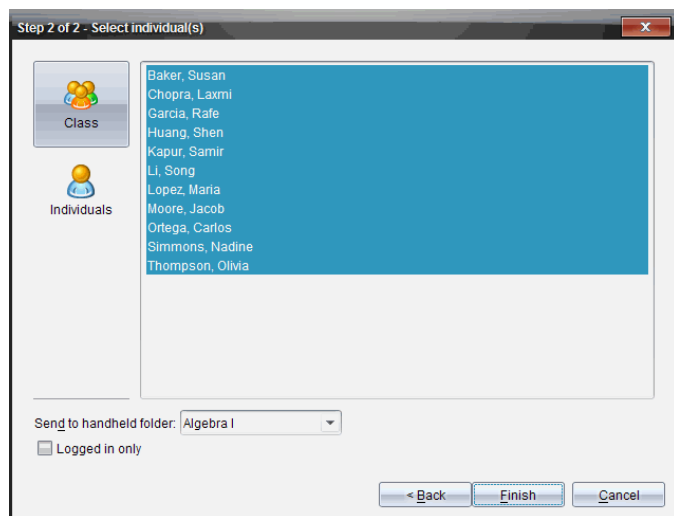 Step 2 of 2 - Select individual(s)
Class
Individuals
Baker, Susan
Chopra, Laxmi
Garcia, Rafe
Huang, Shen
Kapur, Samir
Li, Song
Lopez, Maria
Moore, Jacob
Ortega, Carlos
Simmons, Nadine
Thompson, Olivia
Send to handheld folder: Algebra I
Logged in only
< Back Finish Cancel